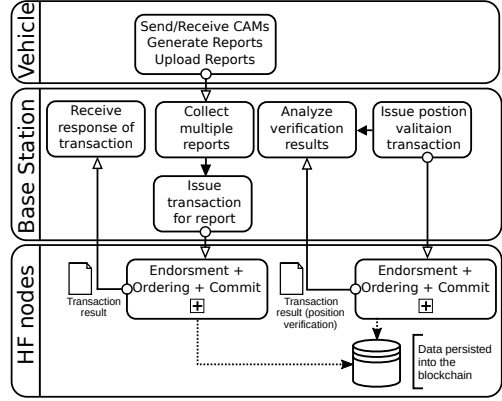 Vehicle
Send/Receive CAMs
Generate Reports
Upload Reports
Base Station
Receive
response of
transaction
Collect
multiple
reports
Analyze
verification
results
Issue postion
valitaion
transaction
Issue
transaction
for report
HF nodes
Transaction
result
Endorsment +
Ordering + Commit
Transaction
result (position
verification)
Endorsment +
Ordering + Commit
Data persisted
into the
blockchain